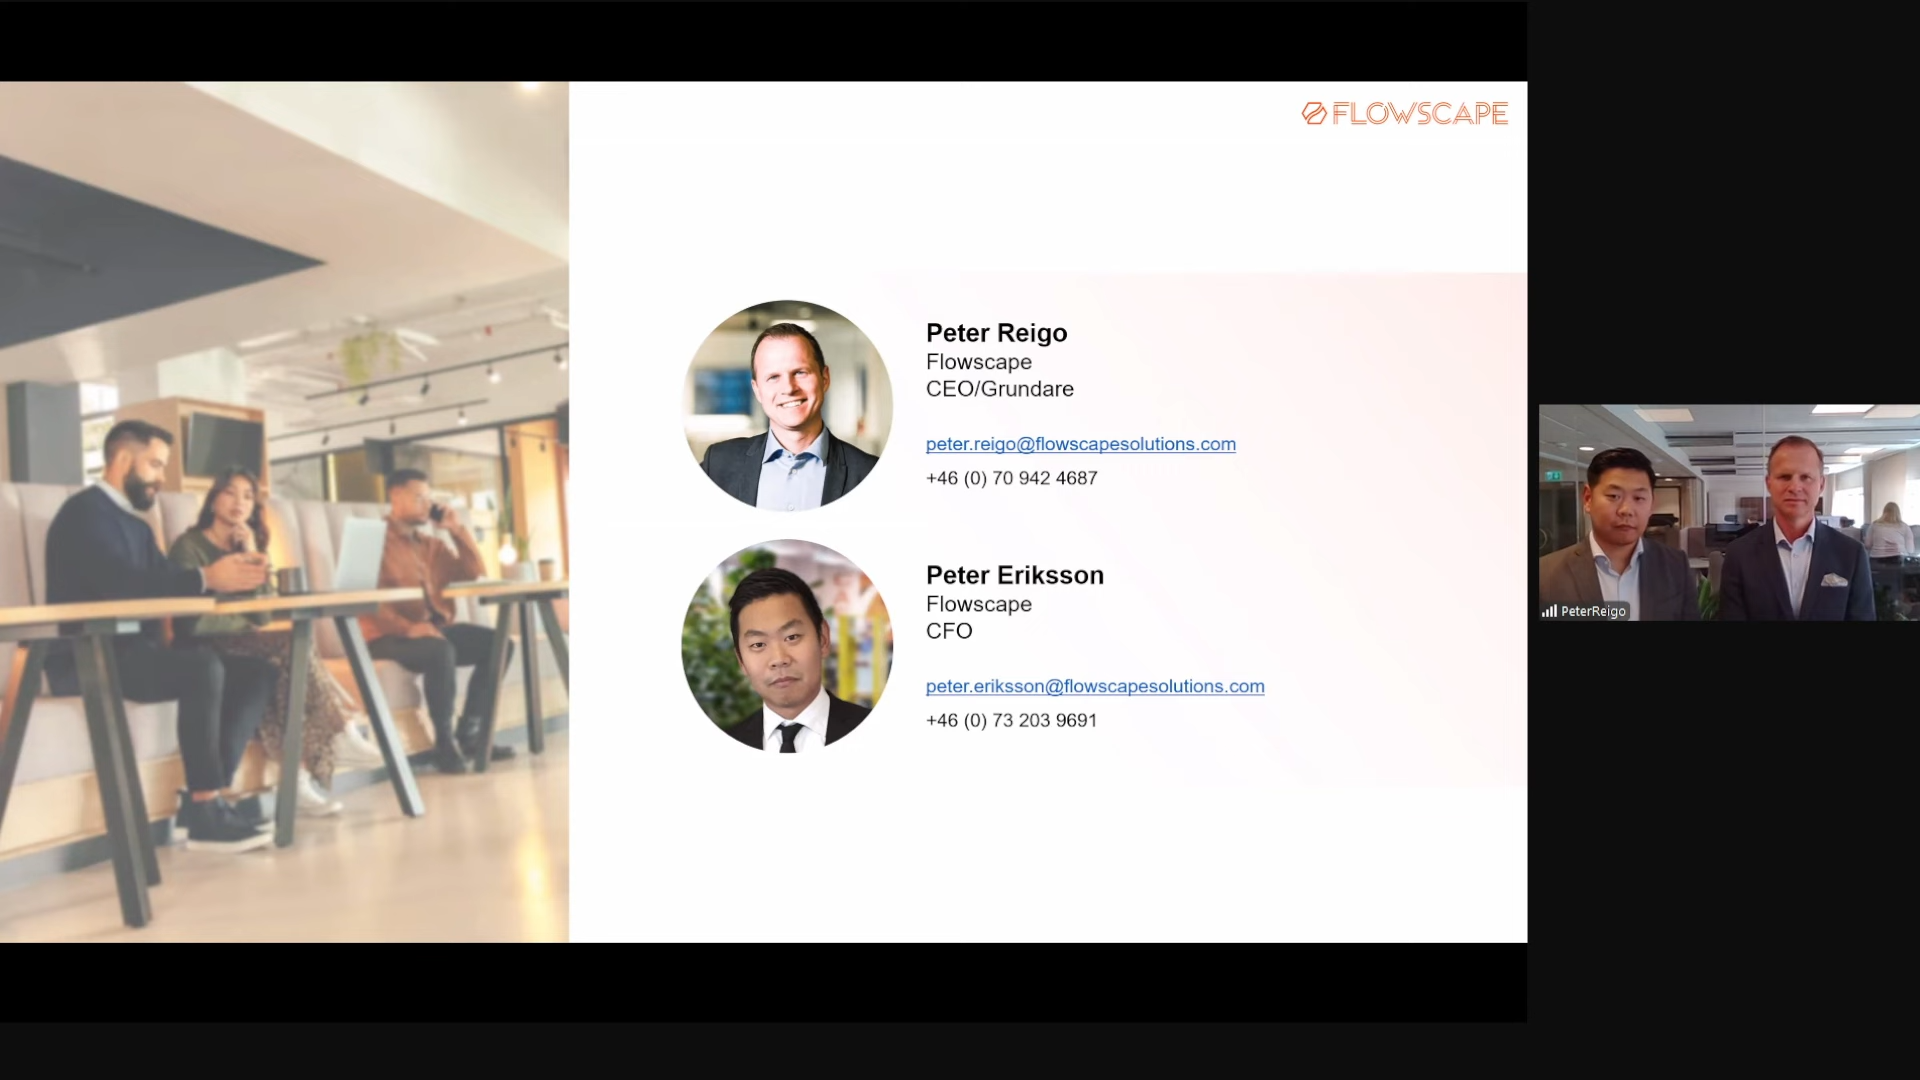 FLOWSCAPE
Peter Reigo
Flowscape
CEO/Grundare
peter.reigo@flowscapesolutions.com
+46 (0) 70 942 4687
Peter Eriksson
Flowscape
CFO
peter.eriksson@flowscapesolutions.com
+46 (0) 73 203 9691
PeterReigo